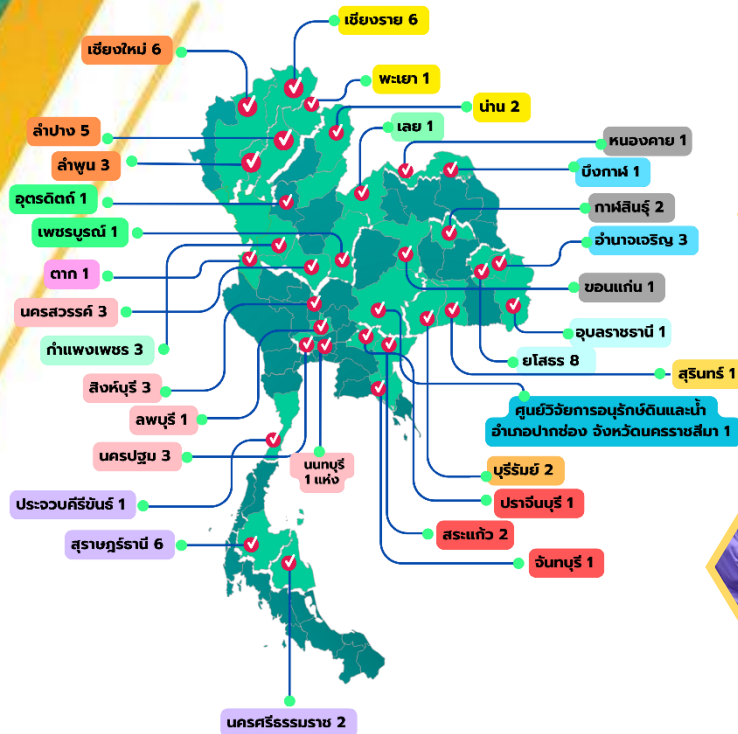 เชียงราย 6
เชียงใหม่ 6
พะเยา 1
น่าน 2
ลำปาง 5
เลย 1
หนองคาย 1
ลำพูน 3
บึงกาฬ 1
อุตรดิตถ์ 1
กาฬสินธุ์ 2
เพชรบูรณ์ 1
อำนาจเจริญ 3
ตาก 1
ขอนแก่น 1
นครสวรรค์ 3
อุบลราชธานี 1
กำแพงเพชร 3
ยโสธร 8
สุรินทร์ 1
สิงห์บุรี 3
ศูนย์วิจัยการอนุรักษ์ดินและน้ำ
อำเภอปากช่อง จังหวัดนครราชสีมา 1
ลพบุรี 1
นครปฐม 3
นนทบุรี
1 แห่ง
บุรีรัมย์ 2
ประจวบคีรีขันธ์ 1
ปราจีนบุรี 1
สระแก้ว 2
สุราษฎร์ธานี 6
จันทบุรี 1
นครศรีธรรมราช 2